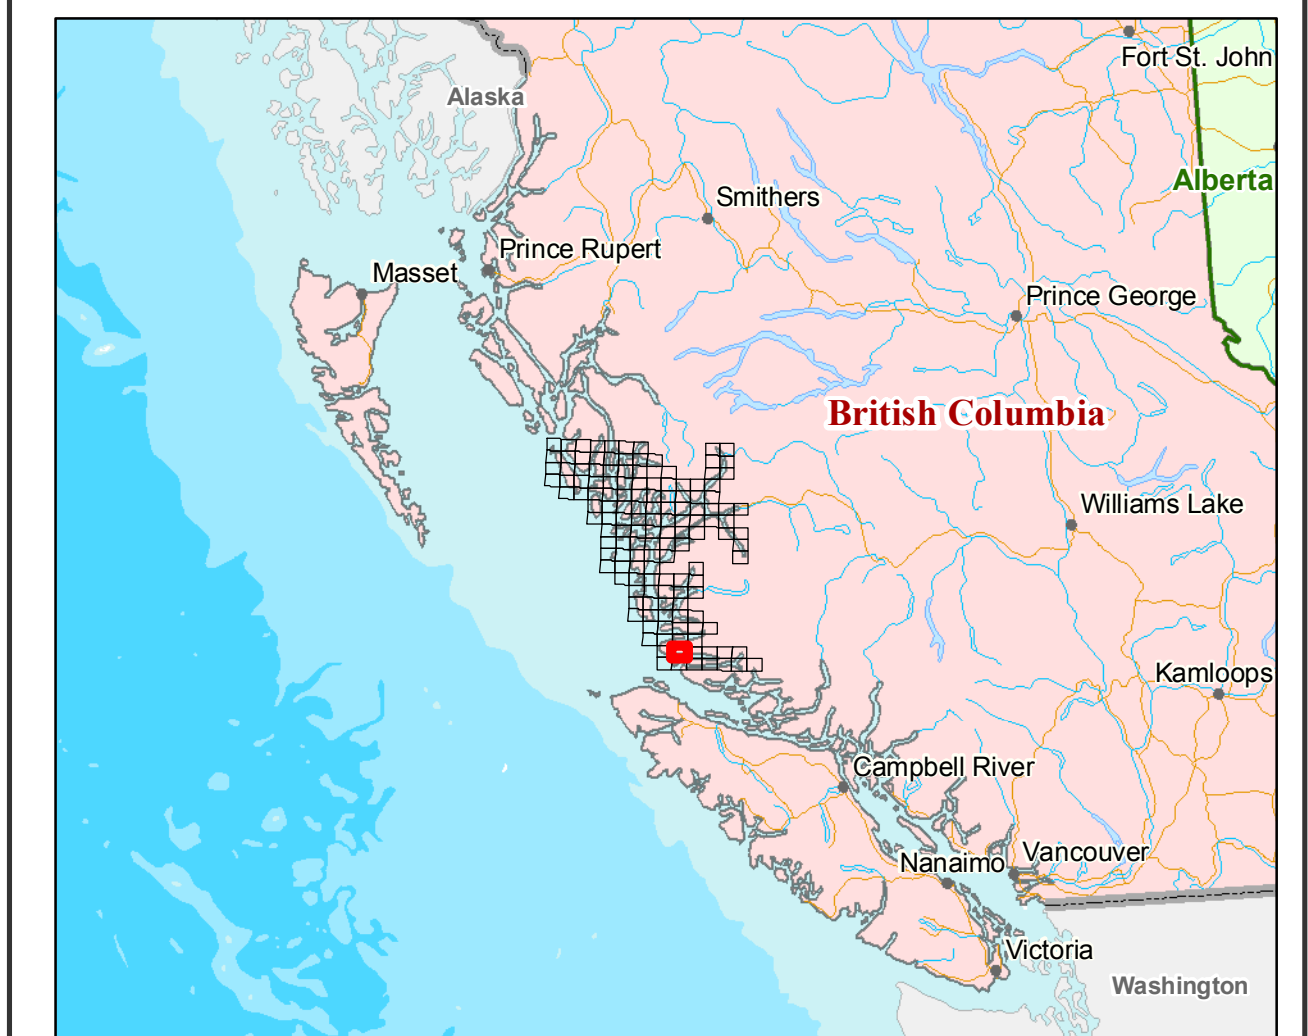 Fort St. John
Alaska
Alberta
Smithers
Prince Rupert
Masset
Prince George
British Columbia
Williams Lake
Kamloops
Campbell River
Vancouver
Nanaimo
Victoria
Washington